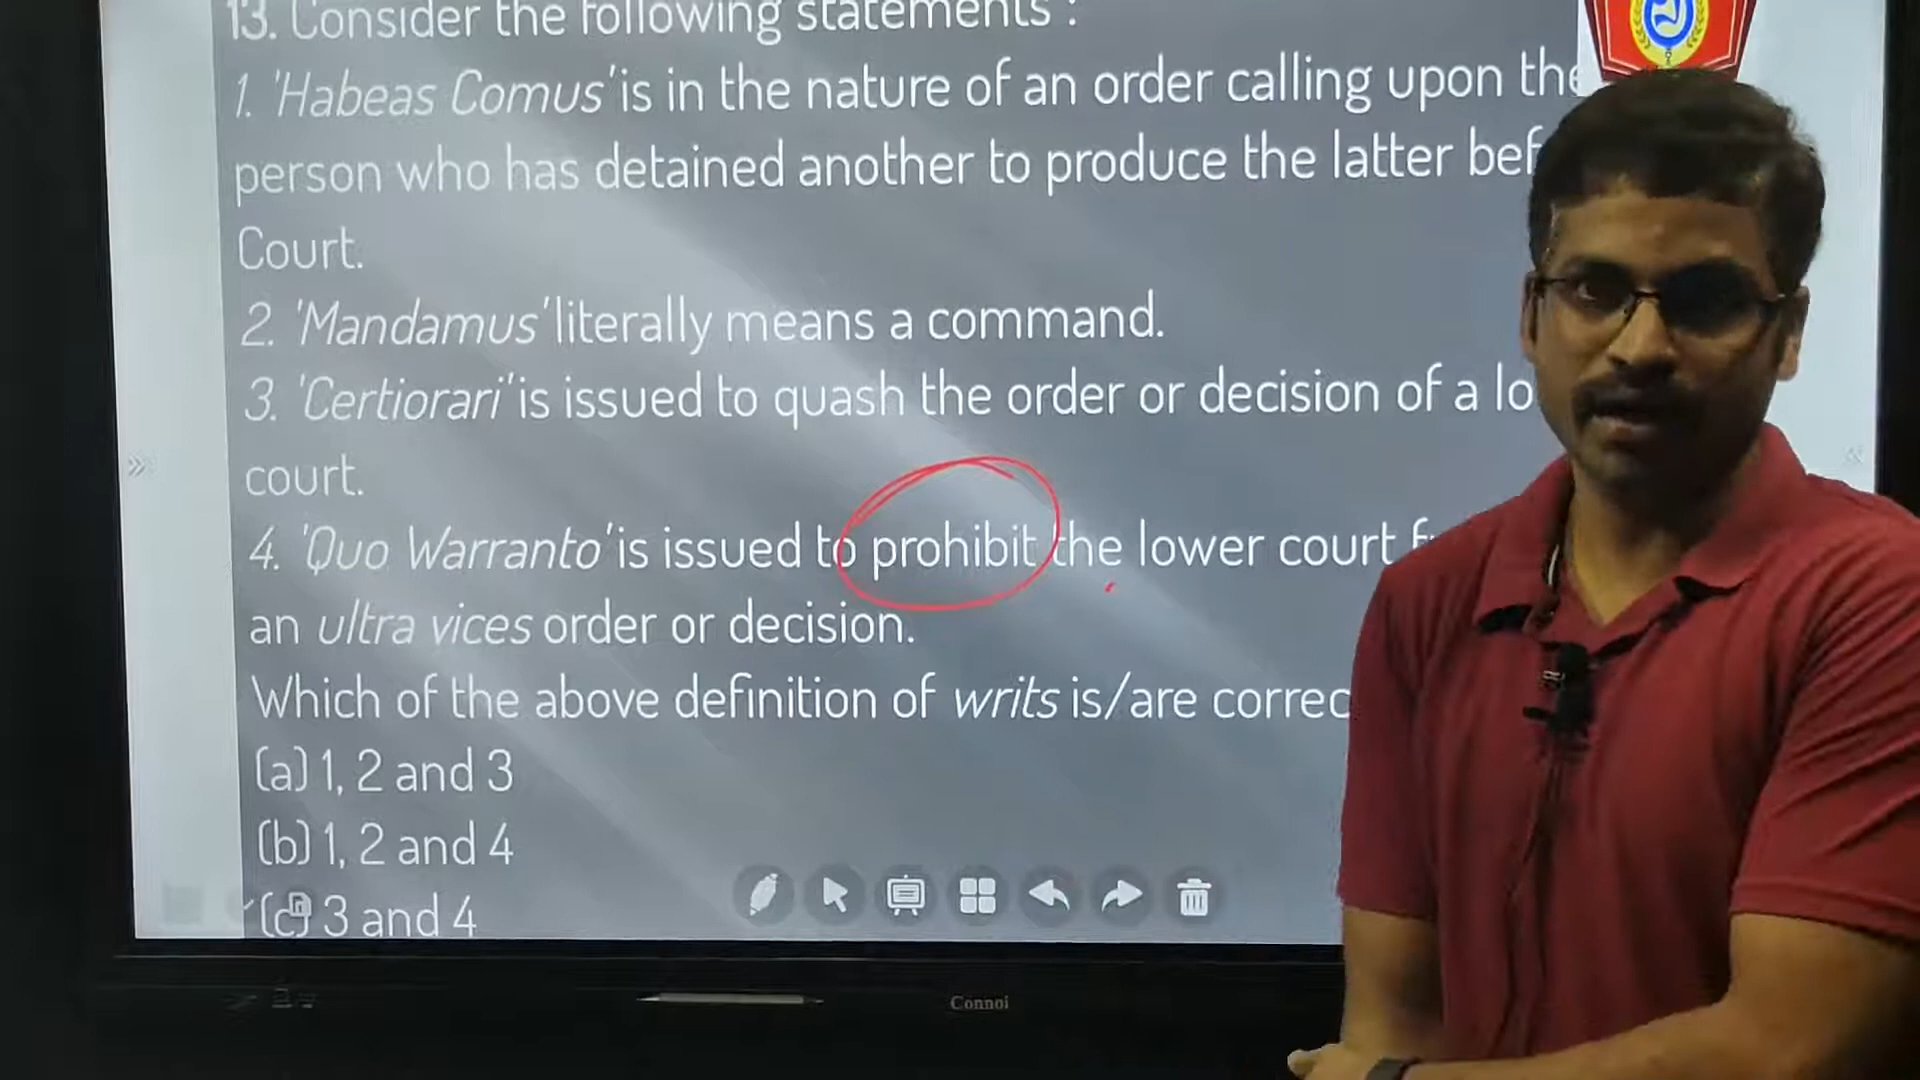 13. Consider the following statements :
1. 'Habeas Comus' is in the nature of an order calling upon the
person who has detained another to produce the latter bef
Court.
2. 'Mandamus' literally means a command.
3. 'Certiorari' is issued to quash the order or decision of a lo
court.
4. 'Quo Warranto' is issued to prohibit the lower court f
an ultra vices order or decision.
Which of the above definition of writs is/are correc
(a) 1, 2 and 3
(b) 1, 2 and 4
(c) 3 and 4
Connoi